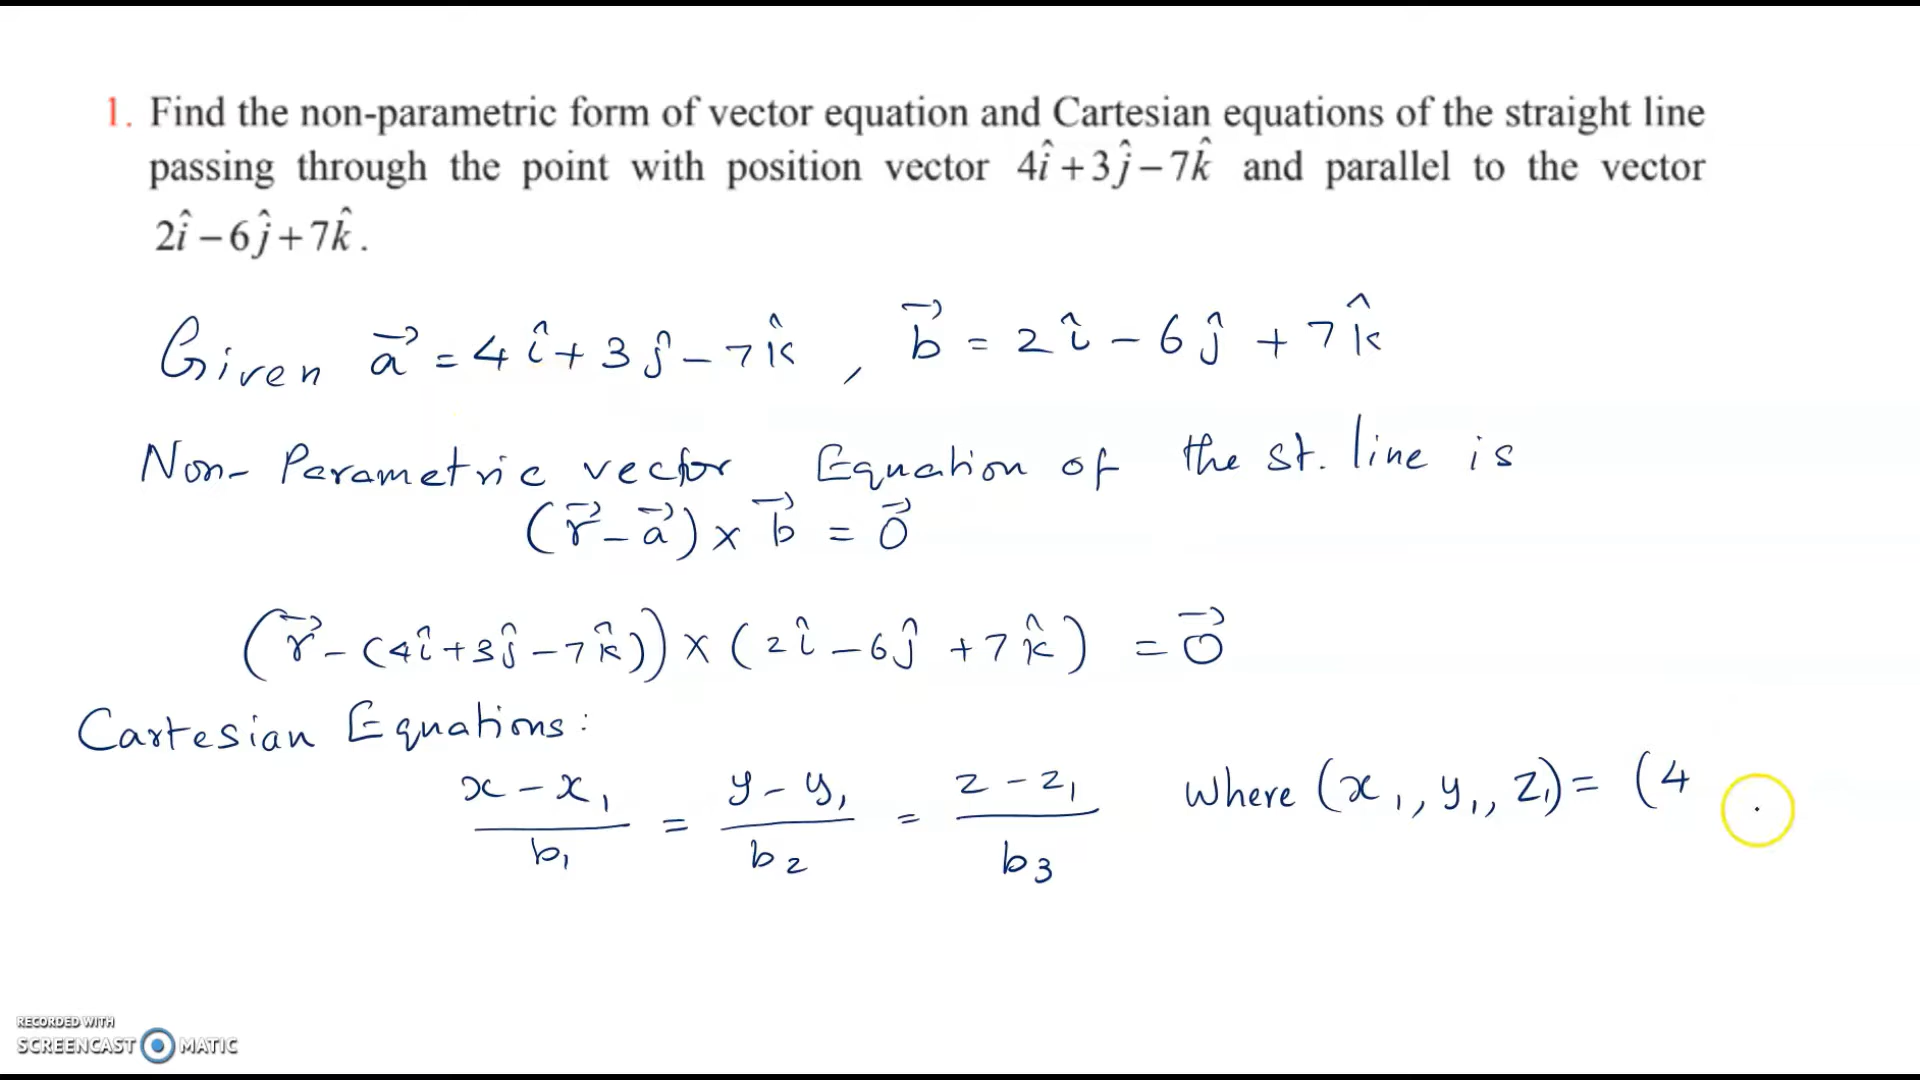 1. Find the non-parametric form of vector equation and Cartesian equations of the straight line
passing through the point with position vector 4î + 3ĵ − 7k̂ and parallel to the vector
2î − 6ĵ + 7k̂.
Given a⃗ = 4î + 3ĵ − 7k̂ , b⃗ = 2î − 6ĵ + 7k̂
Non-Parametric vector Equation of the st. line is
(r⃗ − a⃗) × b⃗ = 0⃗
(r⃗ − (4î + 3ĵ − 7k̂)) × (2î − 6ĵ + 7k̂) = 0⃗
Cartesian Equations:
(x − x₁)/b₁ = (y − y₁)/b₂ = (z − z₁)/b₃ where (x₁, y₁, z₁) = (4
RECORDED WITH
SCREENCAST MATIC